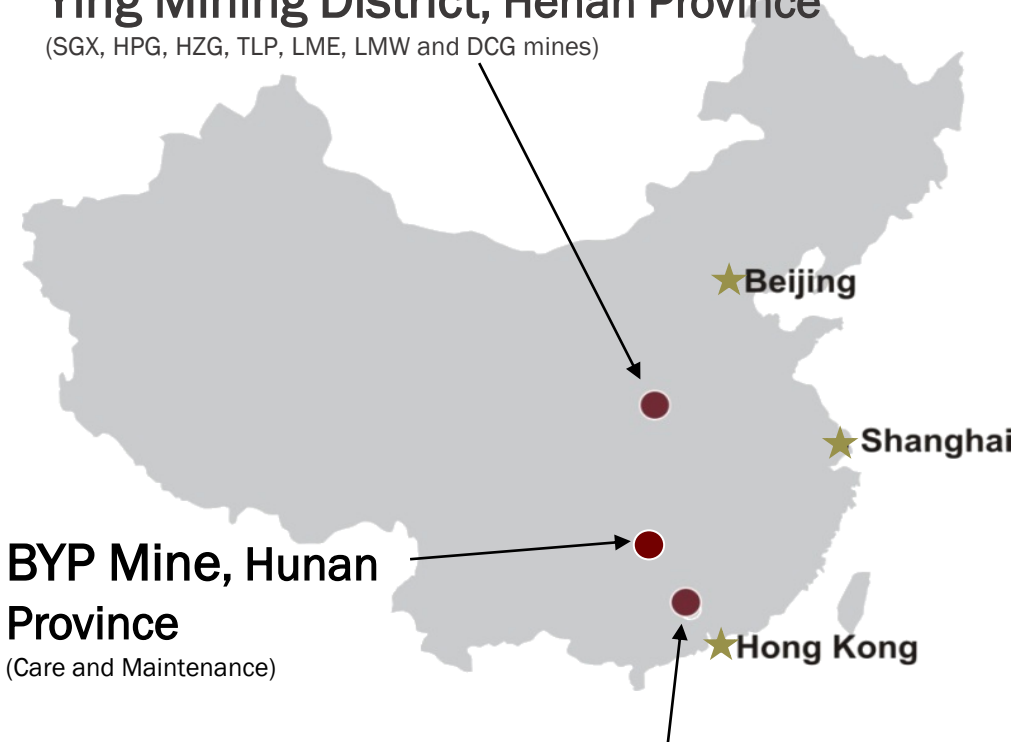 Ying Mining District, Henan Province
(SGX, HPG, HZG, TLP, LME, LMW and DCG mines)
Beijing
Shanghai
BYP Mine, Hunan
Province
(Care and Maintenance)
Hong Kong